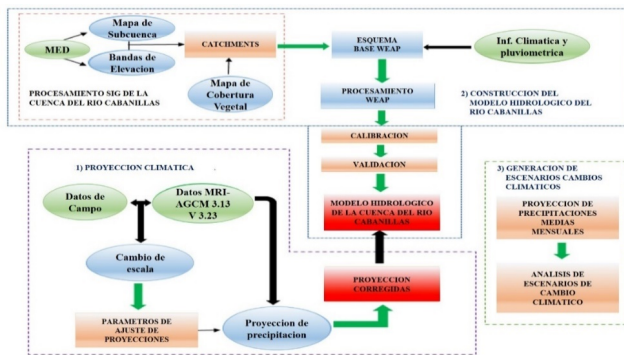 MED
Mapa de
Subcuenca
Bandas de
Elevacion
CATCHMENTS
Mapa de
Cobertura
Vegetal
PROCESAMIENTO SIG DE LA
CUENCA DEL RIO CABANILLAS
ESQUEMA
BASE WEAP
Inf. Climatica y
pluviometrica
PROCESAMIENTO
WEAP
2) CONSTRUCCION DEL
MODELO HIDROLOGICO DEL
RIO CABANILLAS
CALIBRACION
VALIDACION
MODELO HIDROLOGICO
DE LA CUENCA DEL RIO
CABANILLAS
1) PROYECCION CLIMATICA
Datos de
Campo
Datos MRI-
AGCM 3.13
V 3.23
Cambio de
escala
PARAMETROS DE
AJUSTE DE
PROYECCIONES
Proyeccion de
precipitacion
PROYECCION
CORREGIDAS
3) GENERACION DE
ESCENARIOS CAMBIOS
CLIMATICOS
PROYECCION DE
PRECIPITACIONES
MEDIAS
MENSUALES
ANALISIS DE
ESCENARIOS DE
CAMBIO
CLIMATICO